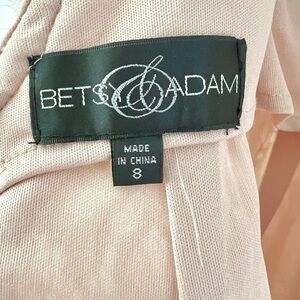 BETSY & ADAM
MADE
IN CHINA
8